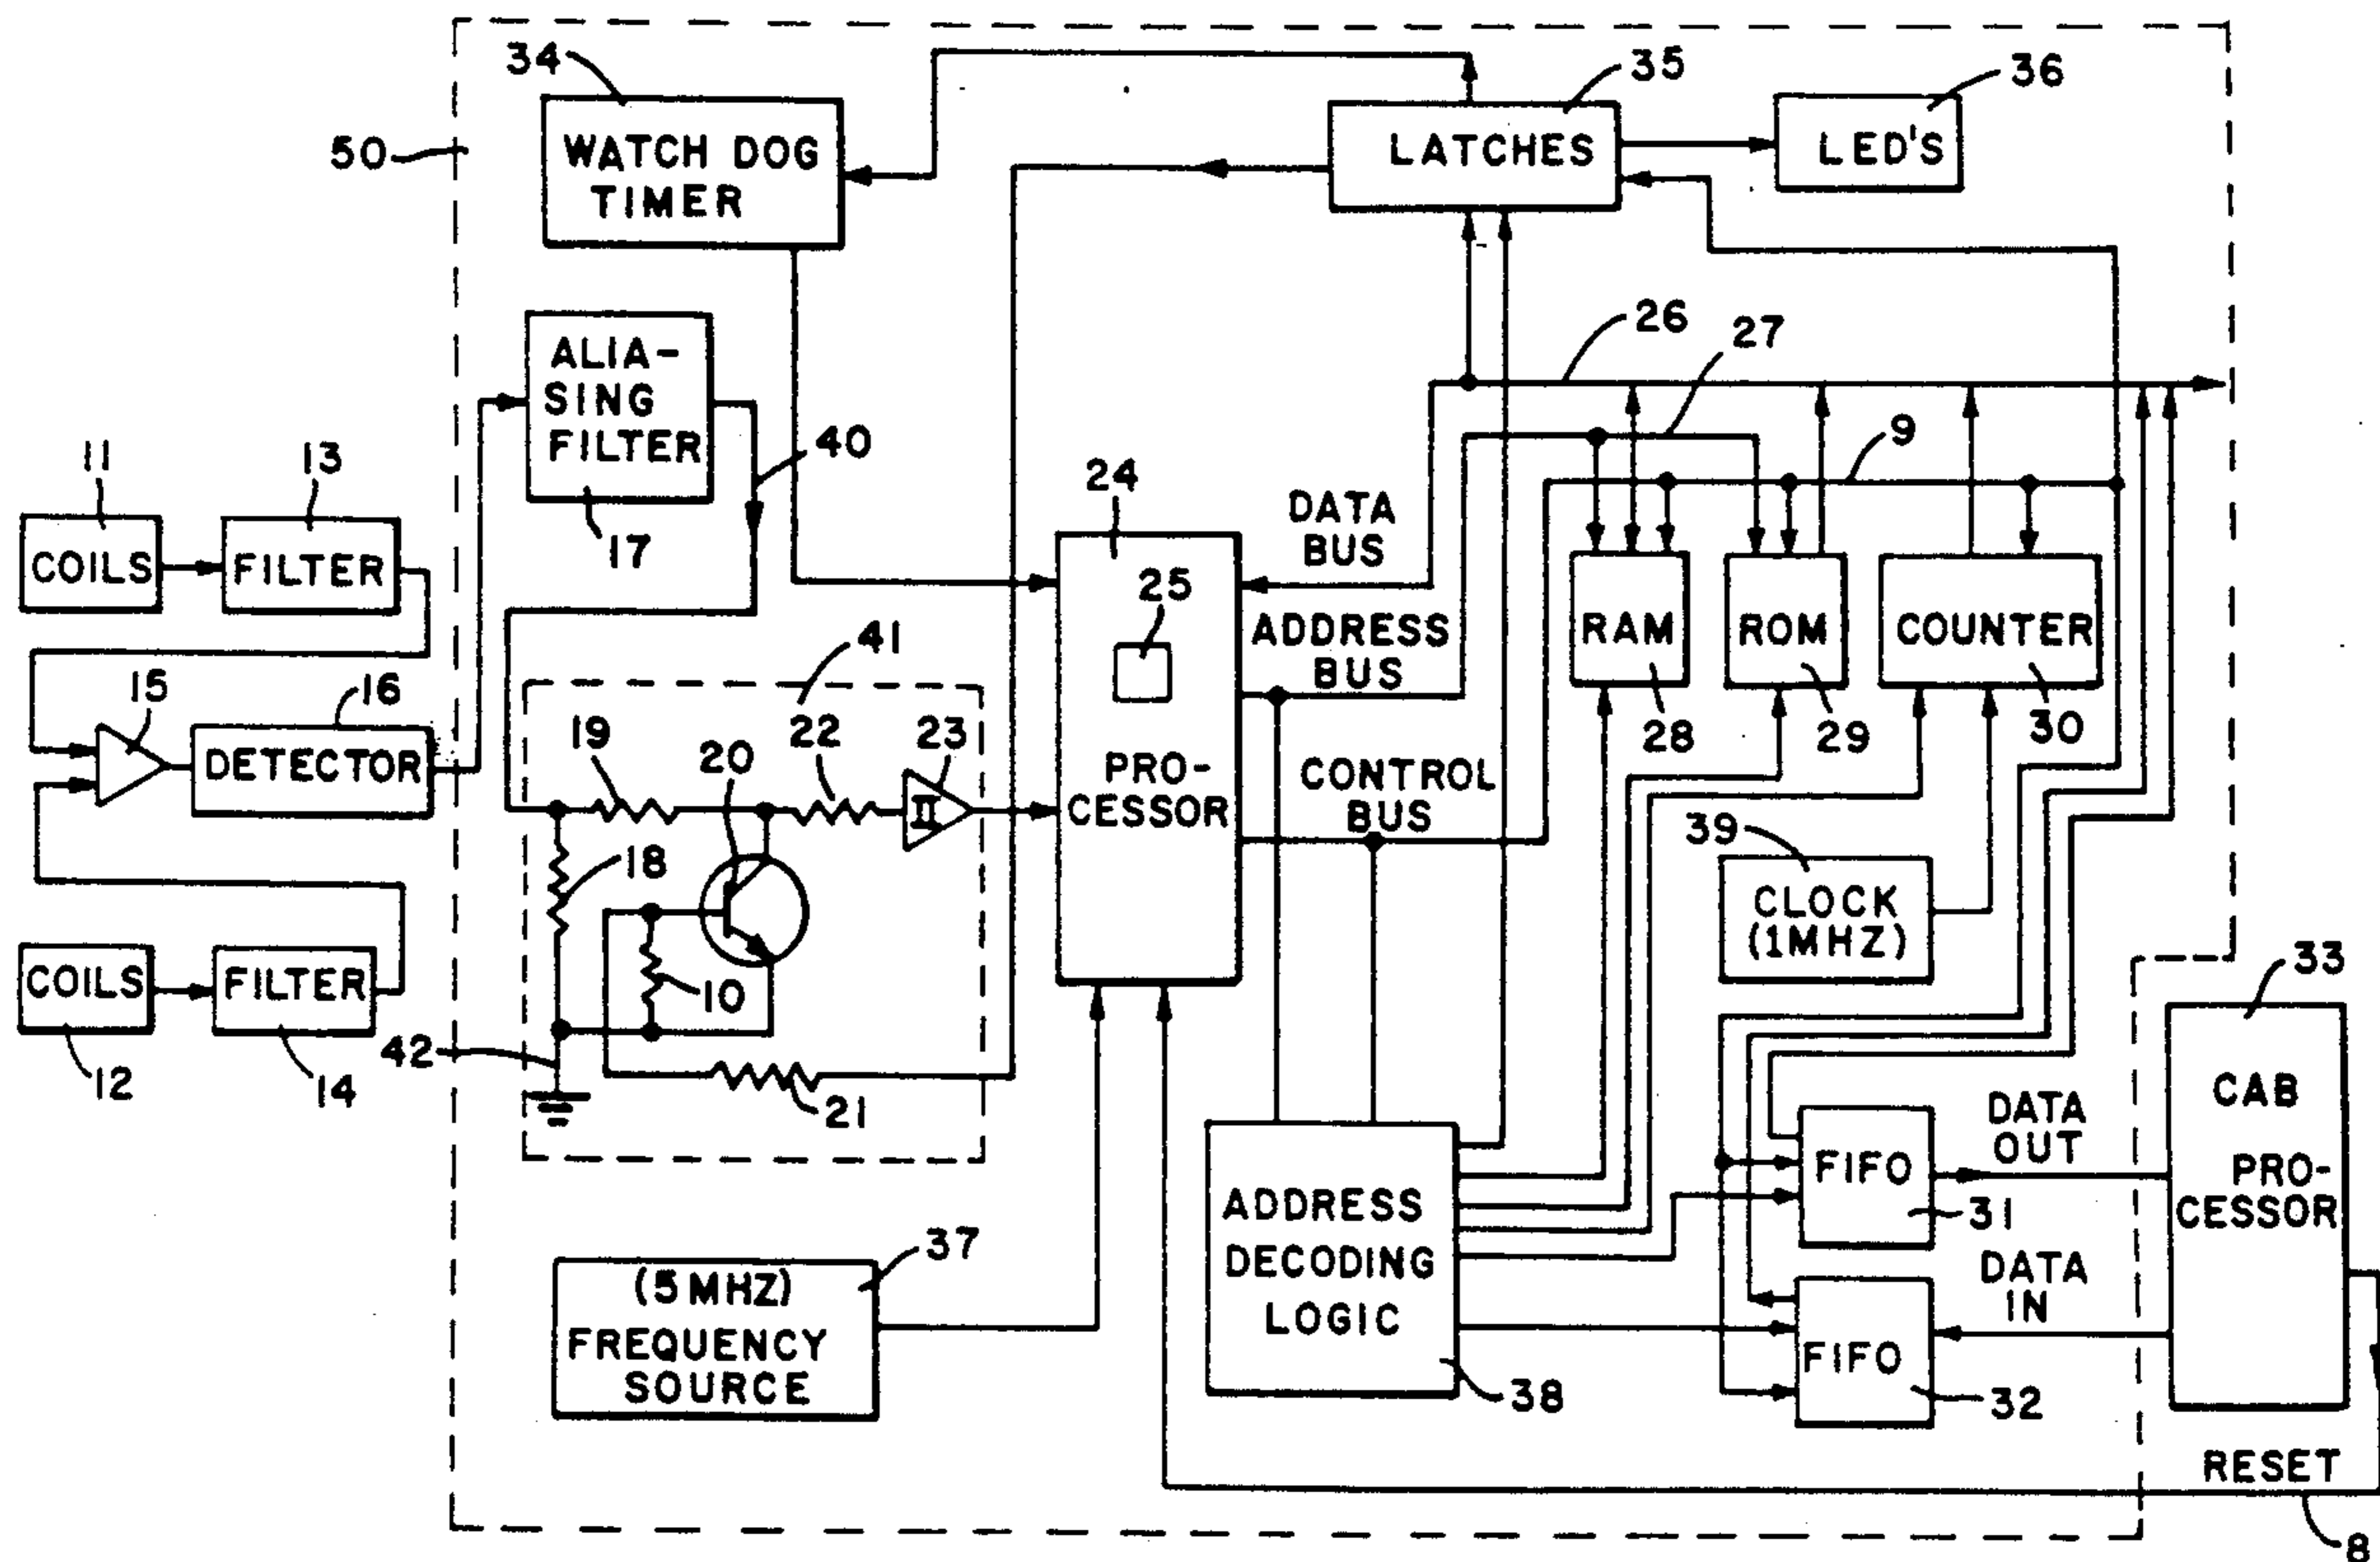 34
35
36
50
WATCH DOG
TIMER
LATCHES
LED'S
26
27
ALIA-
SING
FILTER
17
40
9
11
13
24
COILS
FILTER
DATA
BUS
25
ADDRESS
BUS
RAM
28
ROM
29
COUNTER
30
15
16
DETECTOR
41
19
20
22
23
II
18
PRO-
CESSOR
CONTROL
BUS
39
CLOCK
(1MHZ)
COILS
12
FILTER
14
10
42
21
33
CAB
PRO-
CESSOR
DATA
OUT
FIFO
31
ADDRESS
DECODING
LOGIC
38
DATA
IN
FIFO
32
37
(5MHZ)
FREQUENCY
SOURCE
RESET
8